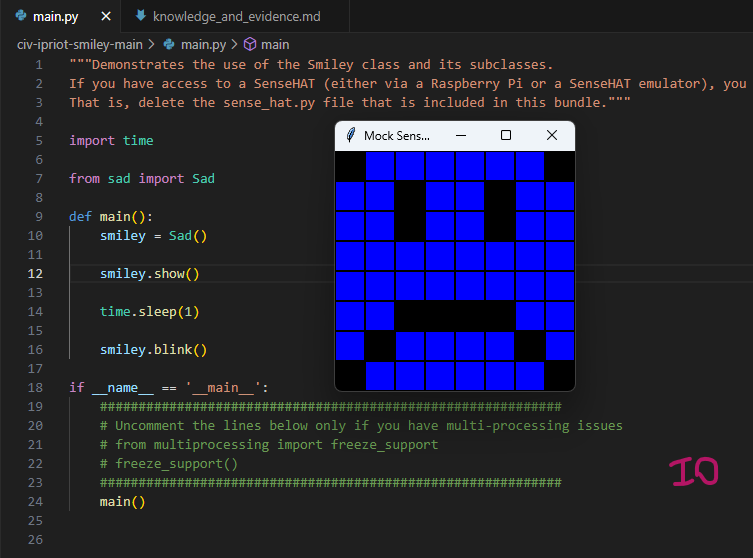 main.py
knowledge_and_evidence.md
civ-ipriot-smiley-main > main.py > main
1 """Demonstrates the use of the Smiley class and its subclasses.
2 If you have access to a SenseHAT (either via a Raspberry Pi or a SenseHAT emulator), you
3 That is, delete the sense_hat.py file that is included in this bundle."""
4
5 import time
6
7 from sad import Sad
8
9 def main():
10     smiley = Sad()
11
12     smiley.show()
13
14     time.sleep(1)
15
16     smiley.blink()
17
18 if __name__ == '__main__':
19     ############################################################
20     # Uncomment the lines below only if you have multi-processing issues
21     # from multiprocessing import freeze_support
22     # freeze_support()
23     ############################################################
24     main()
25
26
Mock Sens...
IO